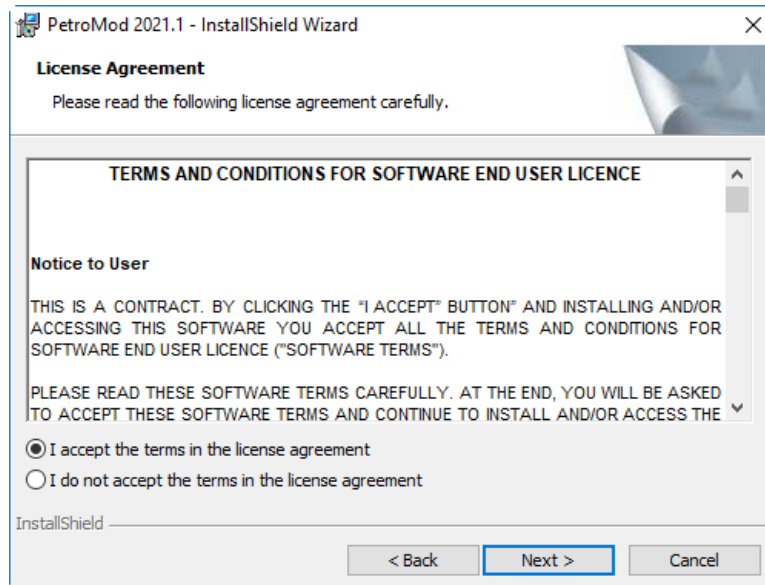 PetroMod 2021.1 - InstallShield Wizard
License Agreement
Please read the following license agreement carefully.
TERMS AND CONDITIONS FOR SOFTWARE END USER LICENCE
Notice to User
THIS IS A CONTRACT. BY CLICKING THE “I ACCEPT” BUTTON” AND INSTALLING AND/OR
ACCESSING THIS SOFTWARE YOU ACCEPT ALL THE TERMS AND CONDITIONS FOR
SOFTWARE END USER LICENCE ("SOFTWARE TERMS").
PLEASE READ THESE SOFTWARE TERMS CAREFULLY. AT THE END, YOU WILL BE ASKED
TO ACCEPT THESE SOFTWARE TERMS AND CONTINUE TO INSTALL AND/OR ACCESS THE
I accept the terms in the license agreement
I do not accept the terms in the license agreement
InstallShield
< Back Next > Cancel